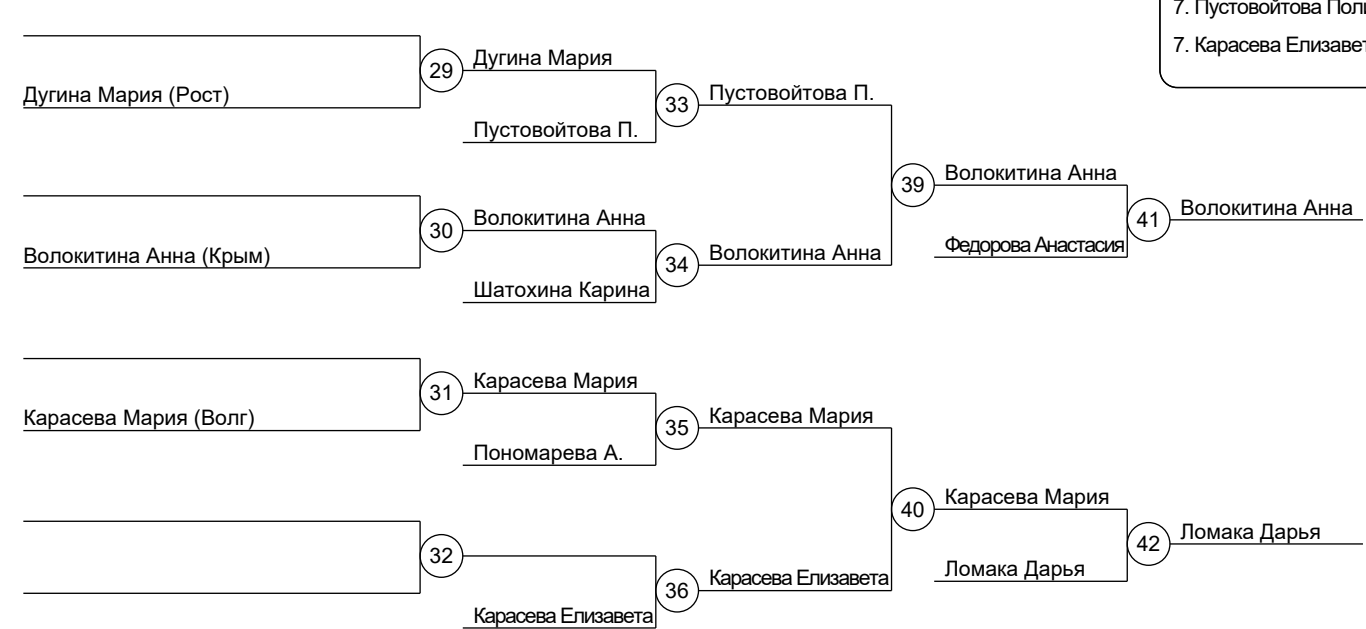 7. Пустовойтова Поли
7. Карасева Елизавет
29
Дугина Мария
Дугина Мария (Рост)
33
Пустовойтова П.
Пустовойтова П.
39
Волокитина Анна
30
Волокитина Анна
Волокитина Анна (Крым)
34
Волокитина Анна
Шатохина Карина
41
Волокитина Анна
Федорова Анастасия
31
Карасева Мария
Карасева Мария (Волг)
35
Карасева Мария
Пономарева А.
40
Карасева Мария
32
36
Карасева Елизавета
Карасева Елизавета
42
Ломака Дарья
Ломака Дарья